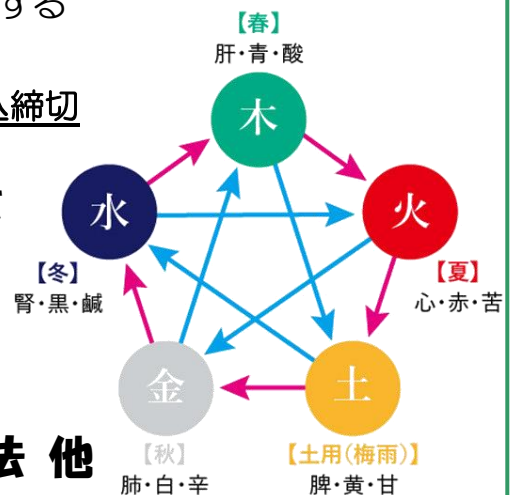 する
【春】
肝・青・酸
込締切
木
水
火
【冬】
腎・黒・鹹
【夏】
心・赤・苦
金
土
【秋】
肺・白・辛
【土用(梅雨)】
脾・黄・甘
法 他